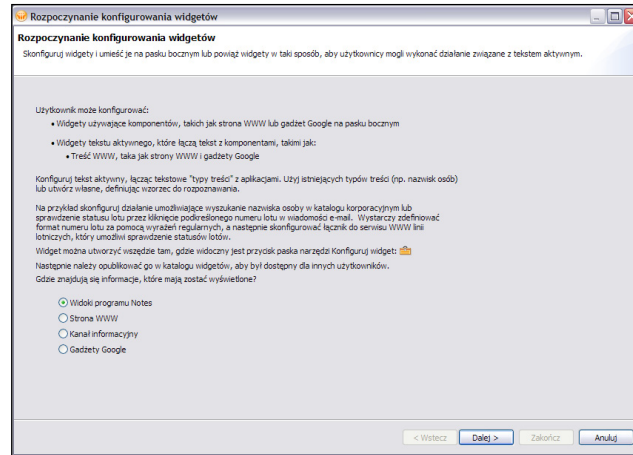 Rozpoczynanie konfigurowania widgetów
Rozpoczynanie konfigurowania widgetów
Skonfiguruj widgety i umieść je na pasku bocznym lub powiąż widgety w taki sposób, aby użytkownicy mogli wykonać działanie związane z tekstem aktywnym.
Użytkownik może konfigurować:
• Widgety używające komponentów, takich jak strona WWW lub gadżet Google na pasku bocznym
• Widgety tekstu aktywnego, które łączą tekst z komponentami, takimi jak:
• Treść WWW, taka jak strony WWW i gadżety Google
Konfiguruj tekst aktywny, łącząc tekstowe "typy treści" z aplikacjami. Użyj istniejących typów treści (np. nazwisk osób)
lub utwórz własne, definiując wzorzec do rozpoznawania.
Na przykład skonfiguruj działanie umożliwiające wyszukanie nazwiska osoby w katalogu korporacyjnym lub
sprawdzenie statusu lotu przez kliknięcie podkreślonego numeru lotu w wiadomości e-mail. Wystarczy zdefiniować
format numeru lotu za pomocą wyrażeń regularnych, a następnie skonfigurować łącznik do serwisu WWW linii
lotniczych, który umożliwi sprawdzenie statusów lotów.
Widget można utworzyć wszędzie tam, gdzie widoczny jest przycisk paska narzędzi Konfiguruj widget:
Następnie należy opublikować go w katalogu widgetów, aby był dostępny dla innych użytkowników.
Gdzie znajdują się informacje, które mają zostać wyświetlone?
Widoki programu Notes
Strona WWW
Kanał informacyjny
Gadżety Google
< Wstecz Dalej > Zakończ Anuluj